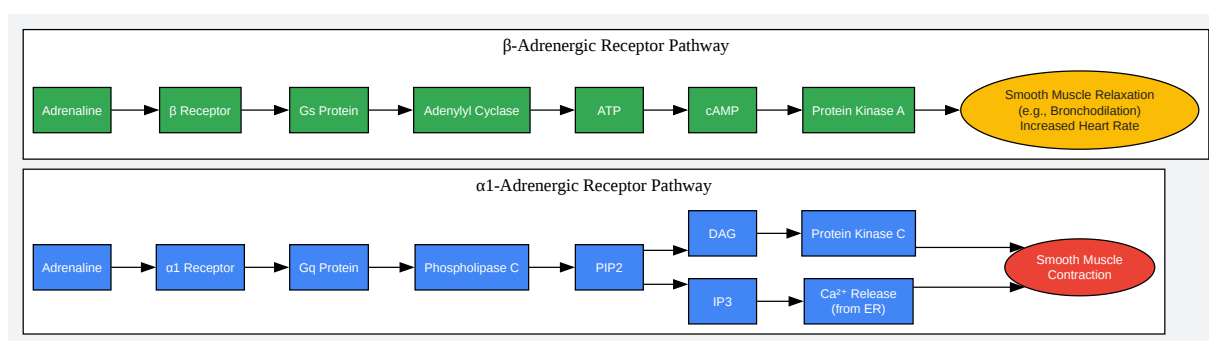 β-Adrenergic Receptor Pathway
Adrenaline
β Receptor
Gs Protein
Adenylyl Cyclase
ATP
cAMP
Protein Kinase A
Smooth Muscle Relaxation
(e.g., Bronchodilation)
Increased Heart Rate
α1-Adrenergic Receptor Pathway
Adrenaline
α1 Receptor
Gq Protein
Phospholipase C
PIP2
DAG
Protein Kinase C
IP3
Ca²⁺ Release
(from ER)
Smooth Muscle
Contraction